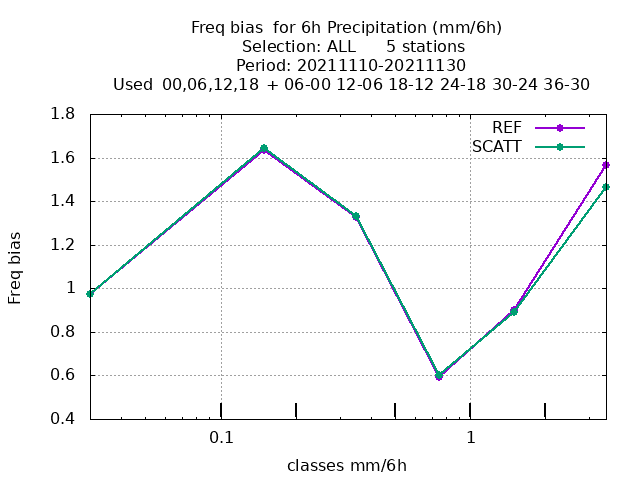 Freq bias  for 6h Precipitation (mm/6h)
Selection: ALL      5 stations
Period: 20211110-20211130
Used  00,06,12,18  + 06-00 12-06 18-12 24-18 30-24 36-30
REF
SCATT
1.8
1.6
1.4
1.2
1
0.8
0.6
0.4
Freq bias
0.1
1
classes mm/6h